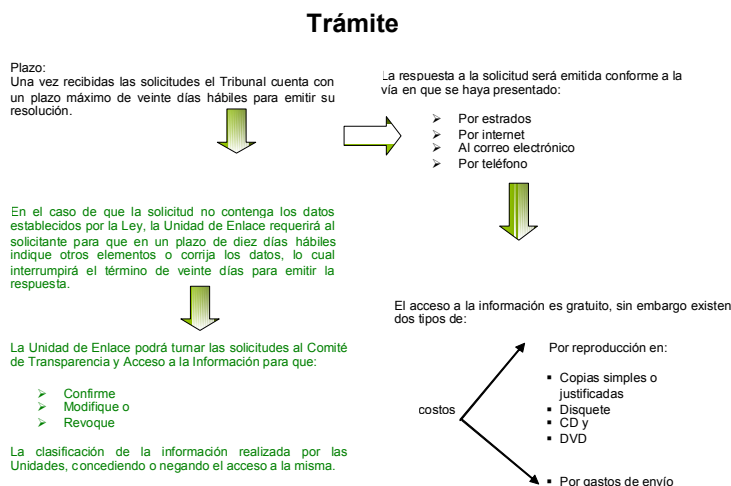 Trámite
Plazo:
Una vez recibidas las solicitudes el Tribunal cuenta con
un plazo máximo de veinte días hábiles para emitir su
resolución.
La respuesta a la solicitud será emitida conforme a la
vía en que se haya presentado:
➢ Por estrados
➢ Por internet
➢ Al correo electrónico
➢ Por teléfono
En el caso de que la solicitud no contenga los datos
establecidos por la Ley, la Unidad de Enlace requerirá al
solicitante para que en un plazo de diez días hábiles
indique otros elementos o corrija los datos, lo cual
interrumpirá el término de veinte días para emitir la
respuesta.
La Unidad de Enlace podrá turnar las solicitudes al Comité
de Transparencia y Acceso a la Información para que:
➢ Confirme
➢ Modifique o
➢ Revoque
La clasificación de la información realizada por las
Unidades, concediendo o negando el acceso a la misma.
El acceso a la información es gratuito, sin embargo existen
dos tipos de:
costos
Por reproducción en:
▪ Copias simples o
justificadas
▪ Disquete
▪ CD y
▪ DVD
▪ Por gastos de envío